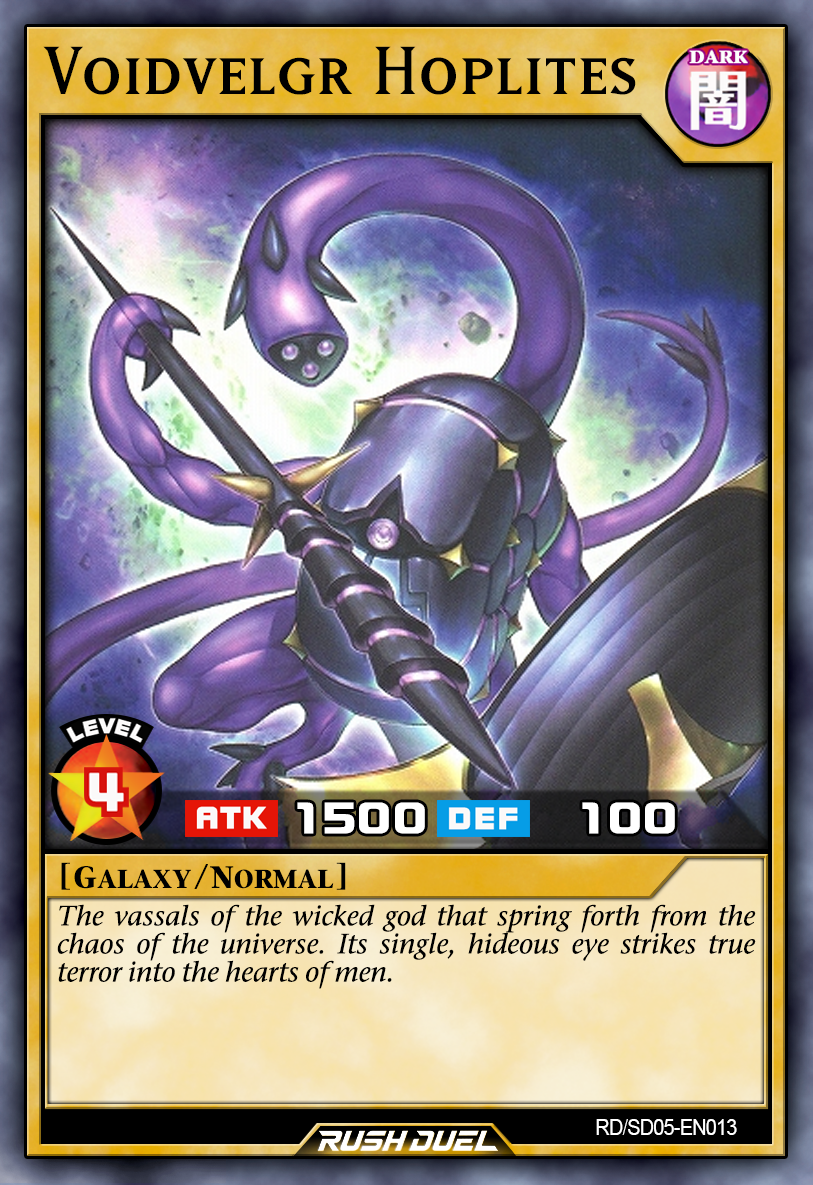 Voidvelgr Hoplites
DARK
闇
LEVEL
4
ATK 1500 DEF 100
[Galaxy/Normal]
The vassals of the wicked god that spring forth from the
chaos of the universe. Its single, hideous eye strikes true
terror into the hearts of men.
RD/SD05-EN013
RUSH DUEL